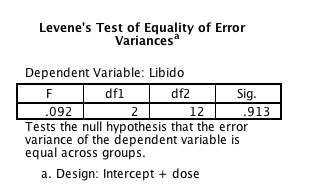 Levene's Test of Equality of Error
Variancesa
Dependent Variable: Libido
F df1 df2 Sig.
.092 2 12 .913
Tests the null hypothesis that the error
variance of the dependent variable is
equal across groups.
a. Design: Intercept + dose